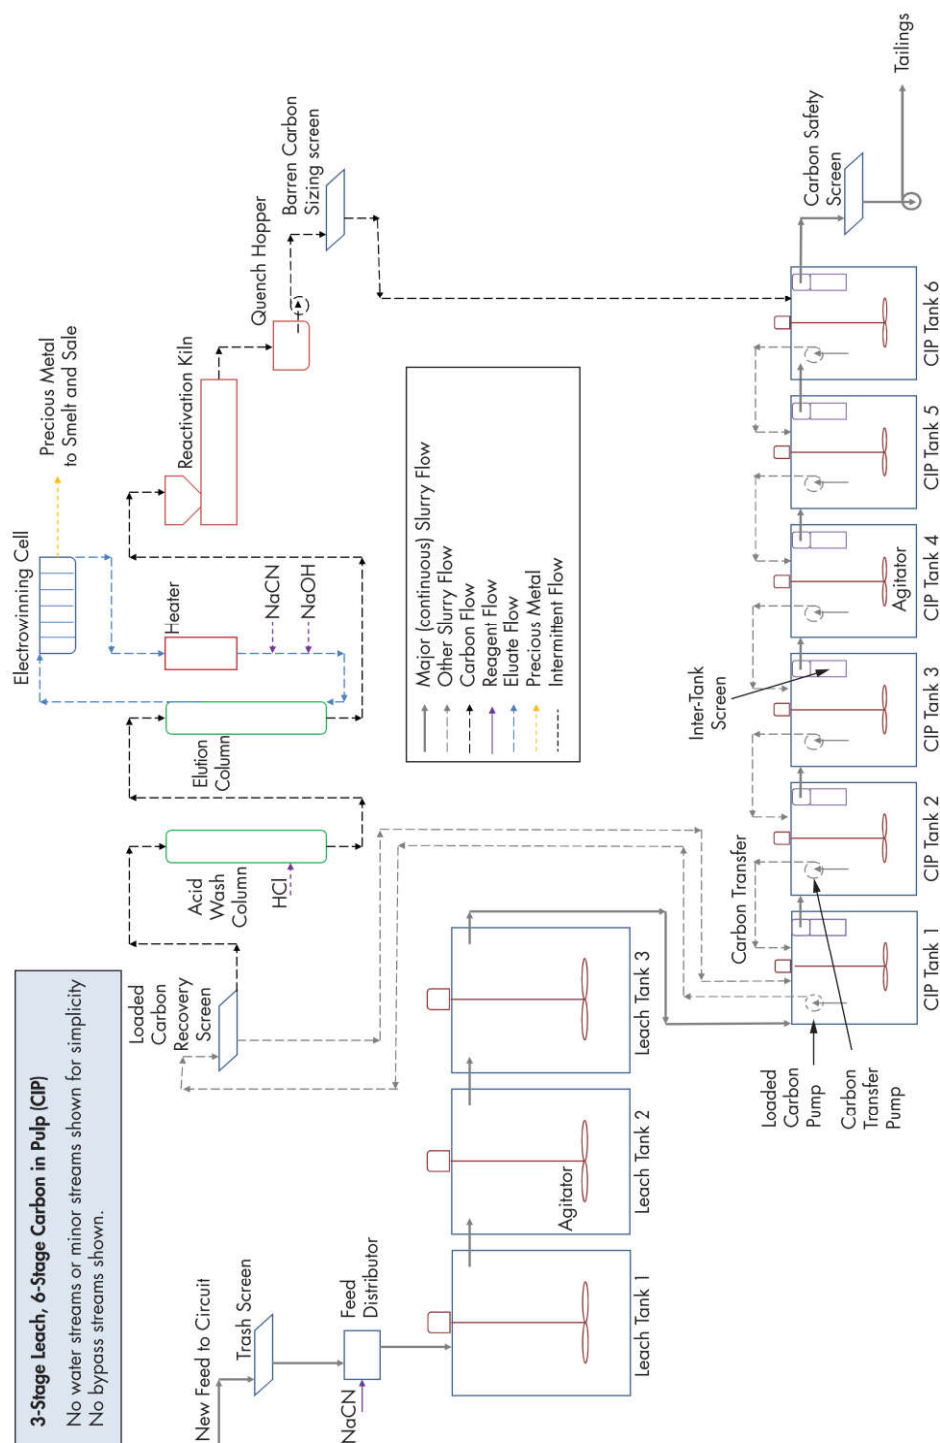 3-Stage Leach, 6-Stage Carbon in Pulp (CIP)
No water streams or minor streams shown for simplicity
No bypass streams shown.
New Feed to Circuit
Trash Screen
NaCN
Feed
Distributor
Leach Tank 1
Agitator
Leach Tank 2
Leach Tank 3
Loaded
Carbon
Recovery
Screen
Acid
Wash
Column
HCl
Elution
Column
Electrowinning Cell
Precious Metal
to Smelt and Sale
Heater
NaCN
NaOH
Reactivation Kiln
Quench Hopper
Barren Carbon
Sizing screen
Major (continuous) Slurry Flow
Other Slurry Flow
Carbon Flow
Reagent Flow
Eluate Flow
Precious Metal
Intermittent Flow
Loaded
Carbon
Pump
Carbon
Transfer
Pump
Carbon Transfer
Inter-Tank
Screen
Agitator
CIP Tank 1
CIP Tank 2
CIP Tank 3
CIP Tank 4
CIP Tank 5
CIP Tank 6
Carbon Safety
Screen
Tailings